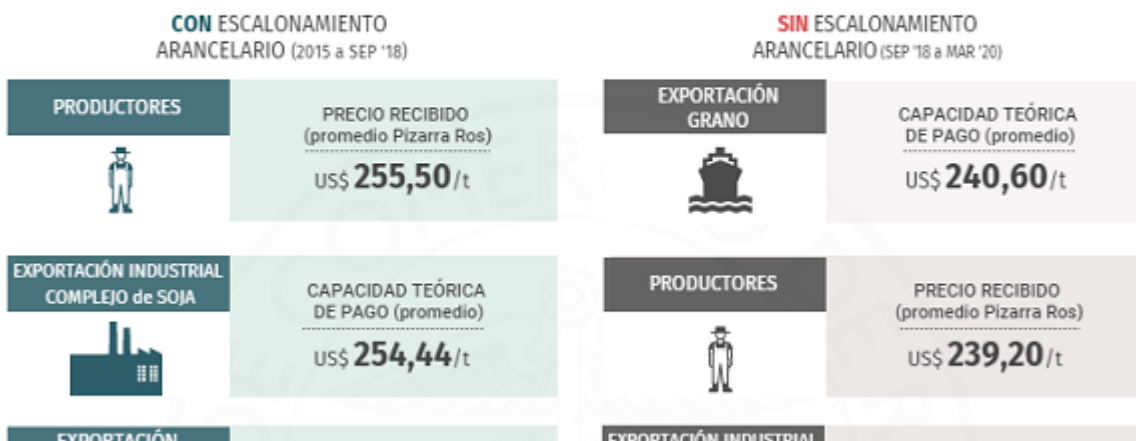 CON ESCALONAMIENTO
ARANCELARIO (2015 a SEP '18)
PRODUCTORES
PRECIO RECIBIDO
(promedio Pizarra Ros)
US$ 255,50/t
EXPORTACIÓN INDUSTRIAL
COMPLEJO de SOJA
CAPACIDAD TEÓRICA
DE PAGO (promedio)
US$ 254,44/t
EXPORTACIÓN
SIN ESCALONAMIENTO
ARANCELARIO (SEP '18 a MAR '20)
EXPORTACIÓN
GRANO
CAPACIDAD TEÓRICA
DE PAGO (promedio)
US$ 240,60/t
PRODUCTORES
PRECIO RECIBIDO
(promedio Pizarra Ros)
US$ 239,20/t
EXPORTACIÓN INDUSTRIAL